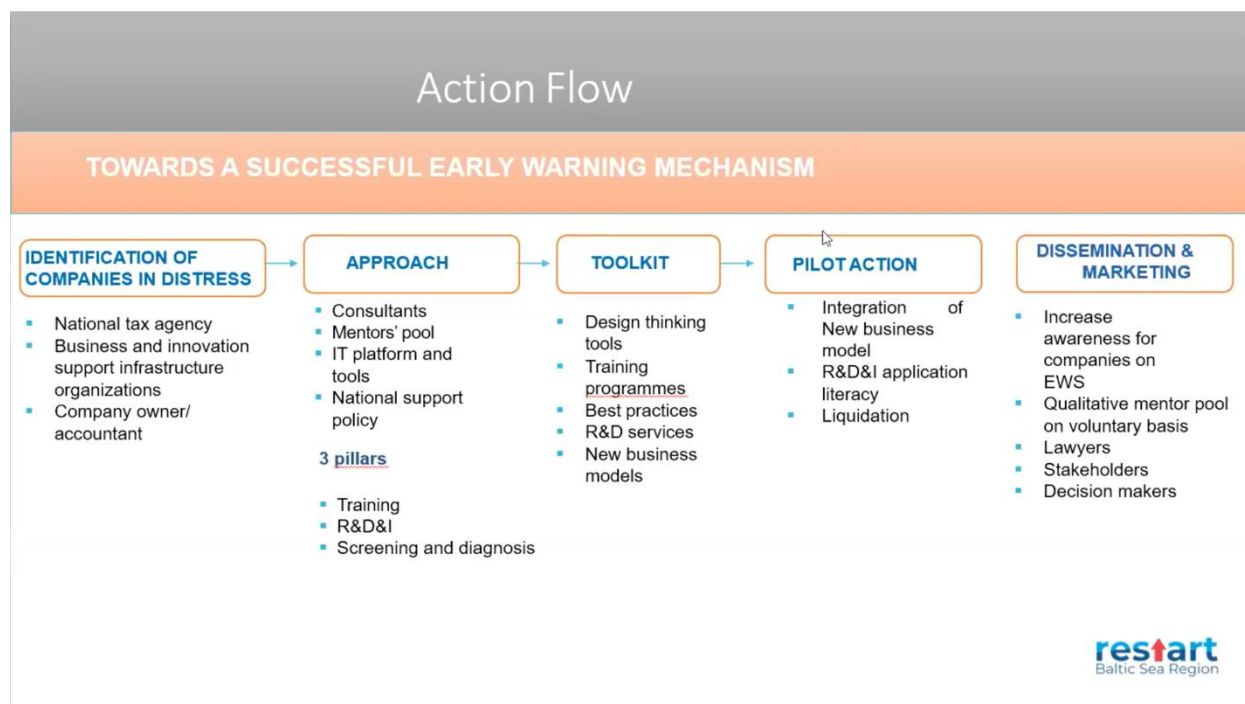 Action Flow
TOWARDS A SUCCESSFUL EARLY WARNING MECHANISM
IDENTIFICATION OF
COMPANIES IN DISTRESS
National tax agency
Business and innovation
support infrastructure
organizations
Company owner/
accountant
APPROACH
Consultants
Mentors' pool
IT platform and
tools
National support
policy
3 pillars
Training
R&D&I
Screening and diagnosis
TOOLKIT
Design thinking
tools
Training
programmes
Best practices
R&D services
New business
models
PILOT ACTION
Integration of
New business
model
R&D&I application
literacy
Liquidation
DISSEMINATION &
MARKETING
Increase
awareness for
companies on
EWS
Qualitative mentor pool
on voluntary basis
Lawyers
Stakeholders
Decision makers
restart
Baltic Sea Region